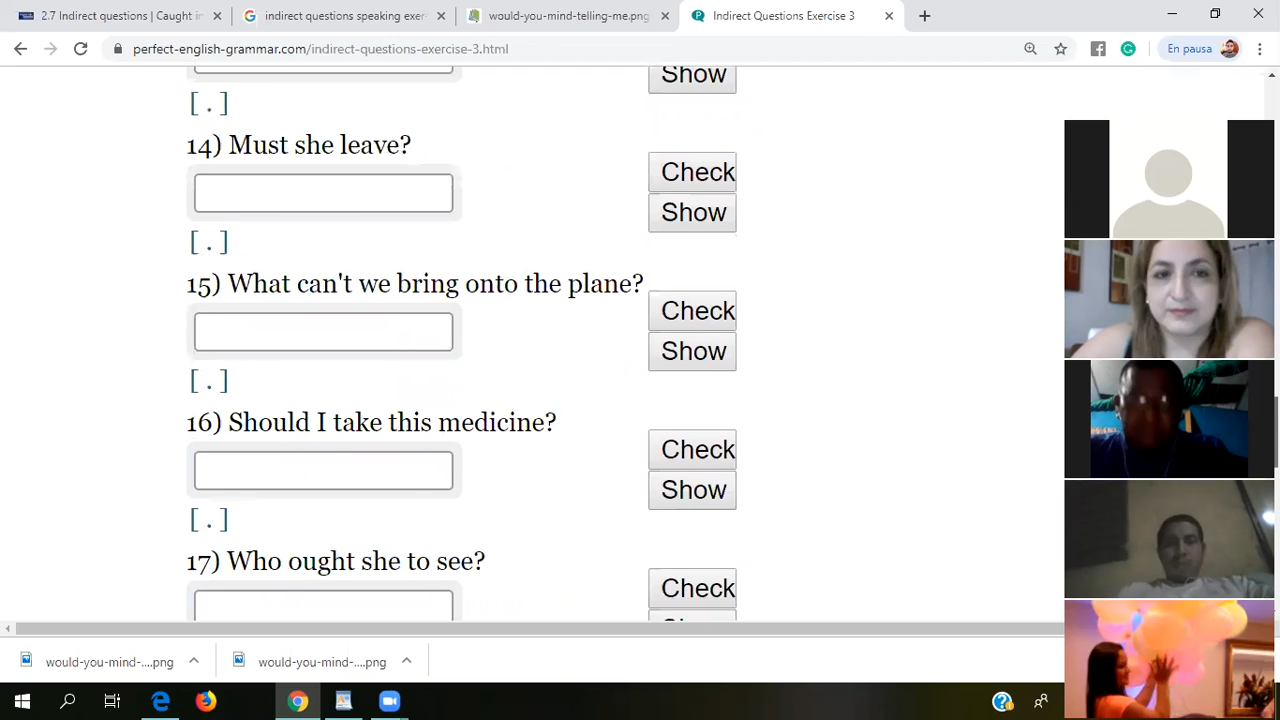 2.7 Indirect questions | Caught in
indirect questions speaking exer
would-you-mind-telling-me.png
Indirect Questions Exercise 3
perfect-english-grammar.com/indirect-questions-exercise-3.html
En pausa
Show
[ . ]
14) Must she leave?
Check
Show
[ . ]
15) What can't we bring onto the plane?
Check
Show
[ . ]
16) Should I take this medicine?
Check
Show
[ . ]
17) Who ought she to see?
Check
would-you-mind-....png
would-you-mind-....png